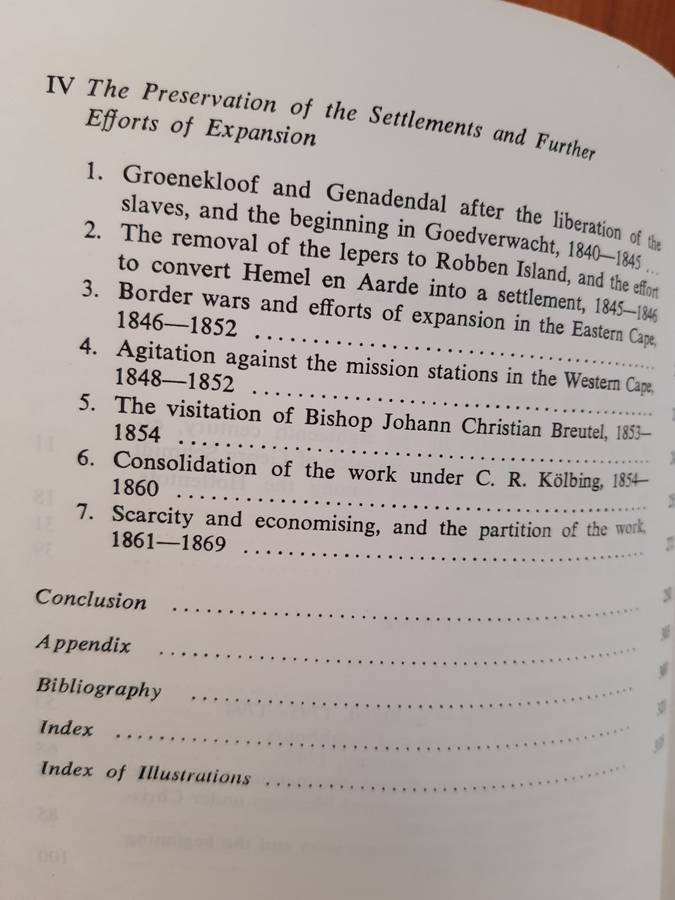 IV The Preservation of the Settlements and Further
Efforts of Expansion
1. Groenekloof and Genadendal after the liberation of the
slaves, and the beginning in Goedverwacht, 1840—1845 ...
2. The removal of the lepers to Robben Island, and the effort
to convert Hemel en Aarde into a settlement, 1845—1846
3. Border wars and efforts of expansion in the Eastern Cape,
1846—1852 ........................................
4. Agitation against the mission stations in the Western Cape,
1848—1852 ........................................
5. The visitation of Bishop Johann Christian Breutel, 1853—
1854 ........................................
6. Consolidation of the work under C. R. Kölbing, 1854—
1860 ........................................
7. Scarcity and economising, and the partition of the work,
1861—1869 ........................................
Conclusion ........................................
Appendix ........................................
Bibliography ........................................
Index ........................................
Index of Illustrations ................................